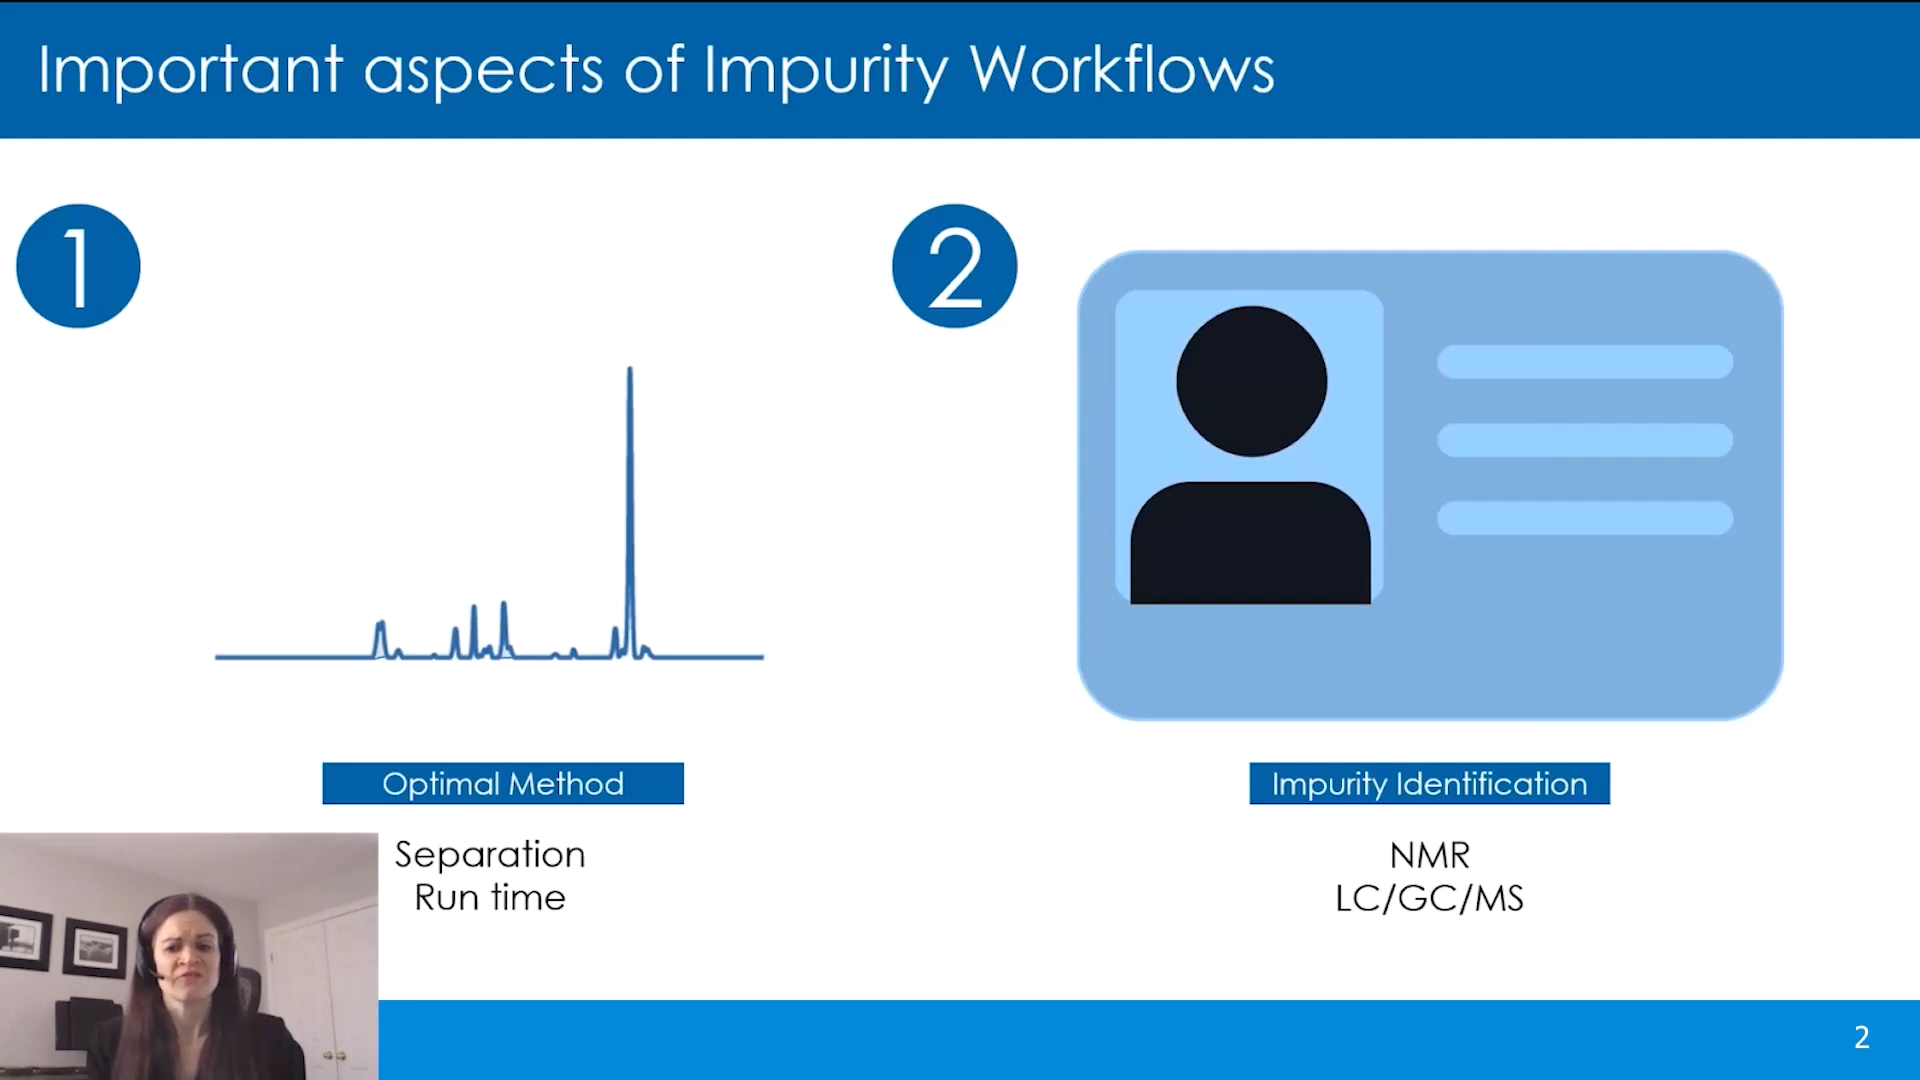 Important aspects of Impurity Workflows
1
Optimal Method
Separation
Run time
2
Impurity Identification
NMR
LC/GC/MS
2